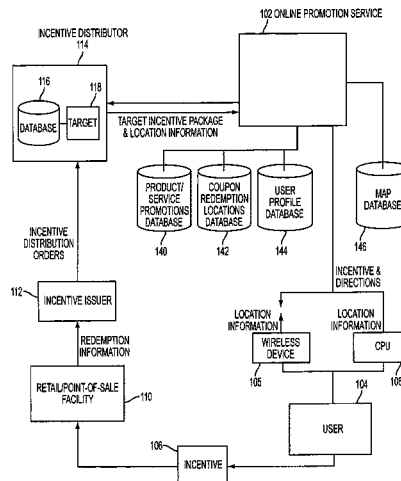 102 ONLINE PROMOTION SERVICE
INCENTIVE DISTRIBUTOR
114
116
118
DATABASE
TARGET
TARGET INCENTIVE PACKAGE
& LOCATION INFORMATION
PRODUCT/
SERVICE
PROMOTIONS
DATABASE
140
COUPON
REDEMPTION
LOCATIONS
DATABASE
142
USER
PROFILE
DATABASE
144
MAP
DATABASE
146
INCENTIVE
DISTRIBUTION
ORDERS
INCENTIVE &
DIRECTIONS
112
INCENTIVE ISSUER
LOCATION
INFORMATION
LOCATION
INFORMATION
WIRELESS
DEVICE
105
CPU
REDEMPTION
INFORMATION
RETAIL/POINT-OF-SALE
FACILITY
110
104
USER
106
INCENTIVE